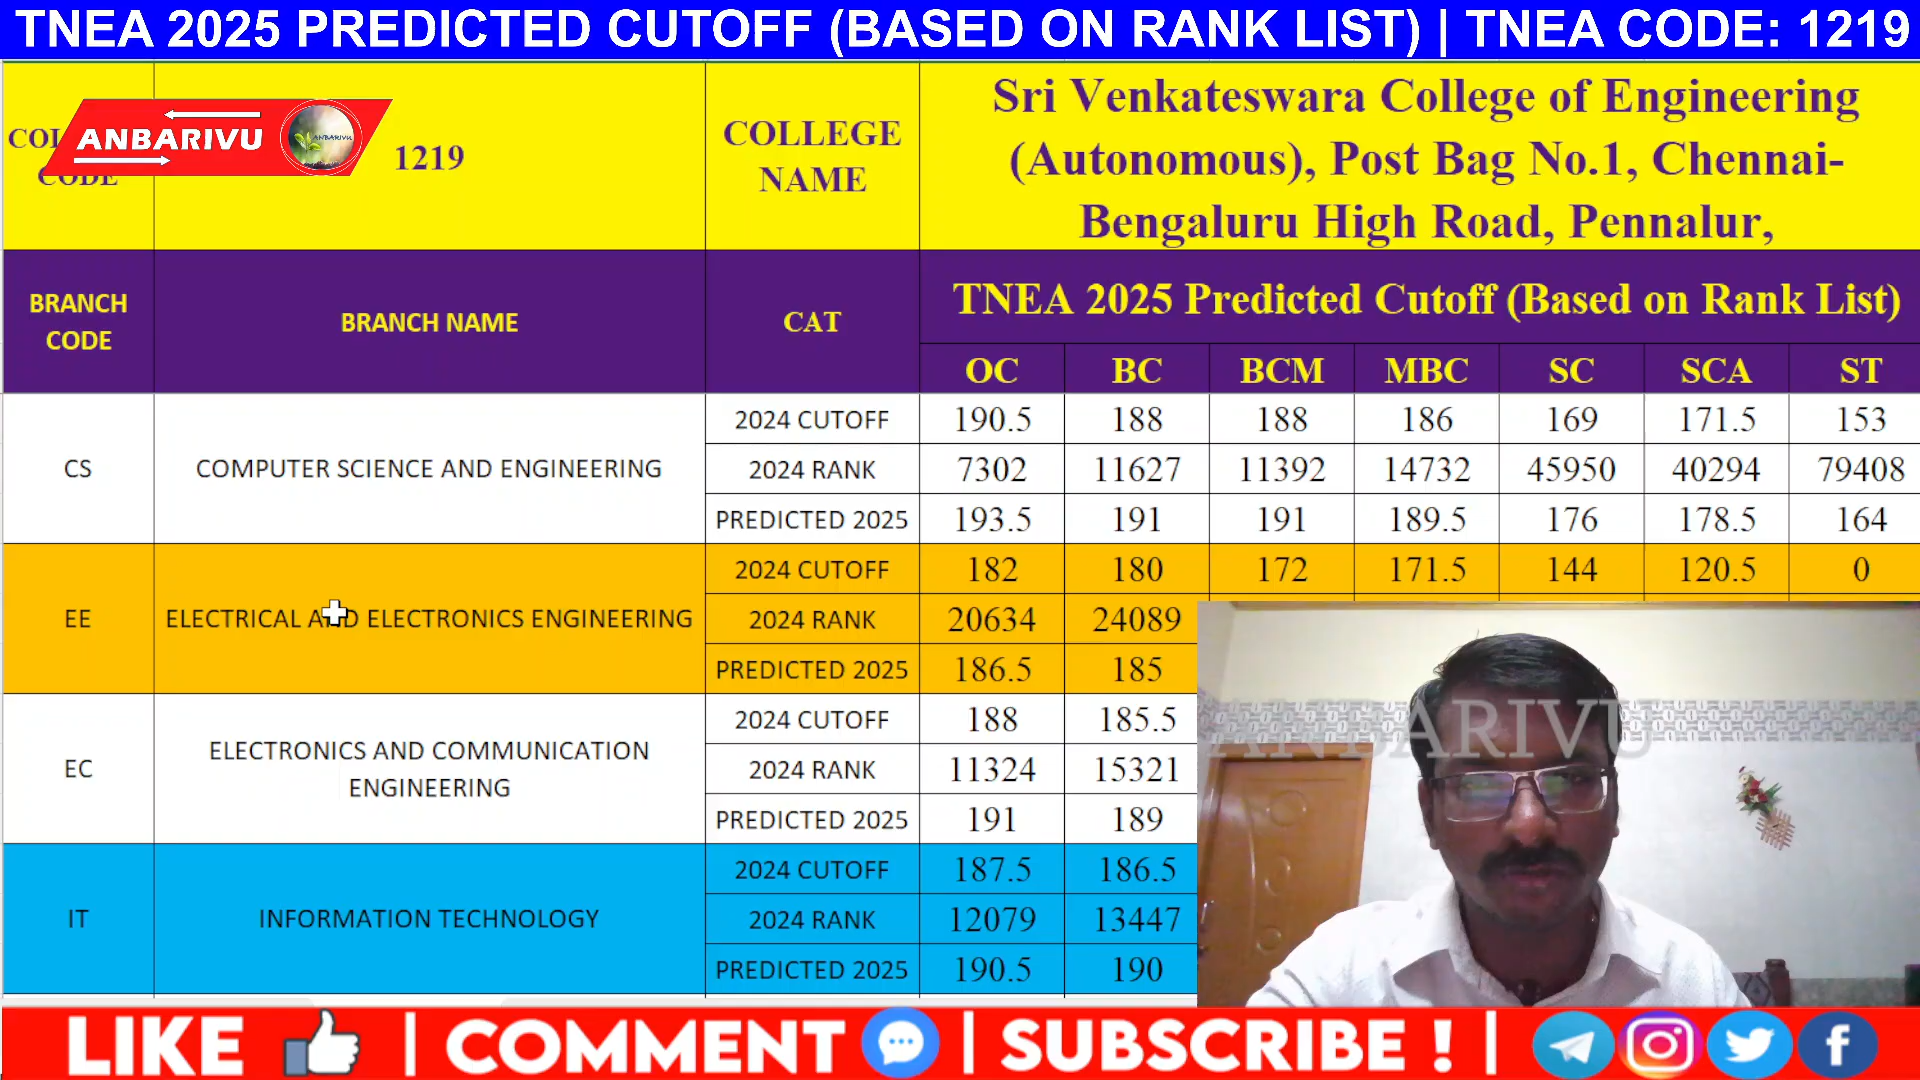 TNEA 2025 PREDICTED CUTOFF (BASED ON RANK LIST) | TNEA CODE: 1219
ANBARIVU
ANBARIVU
CODE
1219
COLLEGE
NAME
Sri Venkateswara College of Engineering
(Autonomous), Post Bag No.1, Chennai-
Bengaluru High Road, Pennalur,
BRANCH
CODE
BRANCH NAME
CAT
TNEA 2025 Predicted Cutoff (Based on Rank List)
OC BC BCM MBC SC SCA ST
CS
COMPUTER SCIENCE AND ENGINEERING
2024 CUTOFF 190.5 188 188 186 169 171.5 153
2024 RANK 7302 11627 11392 14732 45950 40294 79408
PREDICTED 2025 193.5 191 191 189.5 176 178.5 164
EE
ELECTRICAL AND ELECTRONICS ENGINEERING
2024 CUTOFF 182 180 172 171.5 144 120.5 0
2024 RANK 20634 24089
PREDICTED 2025 186.5 185
EC
ELECTRONICS AND COMMUNICATION
ENGINEERING
2024 CUTOFF 188 185.5
2024 RANK 11324 15321
PREDICTED 2025 191 189
IT
INFORMATION TECHNOLOGY
2024 CUTOFF 187.5 186.5
2024 RANK 12079 13447
PREDICTED 2025 190.5 190
ANBARIVU
LIKE | COMMENT | SUBSCRIBE ! |